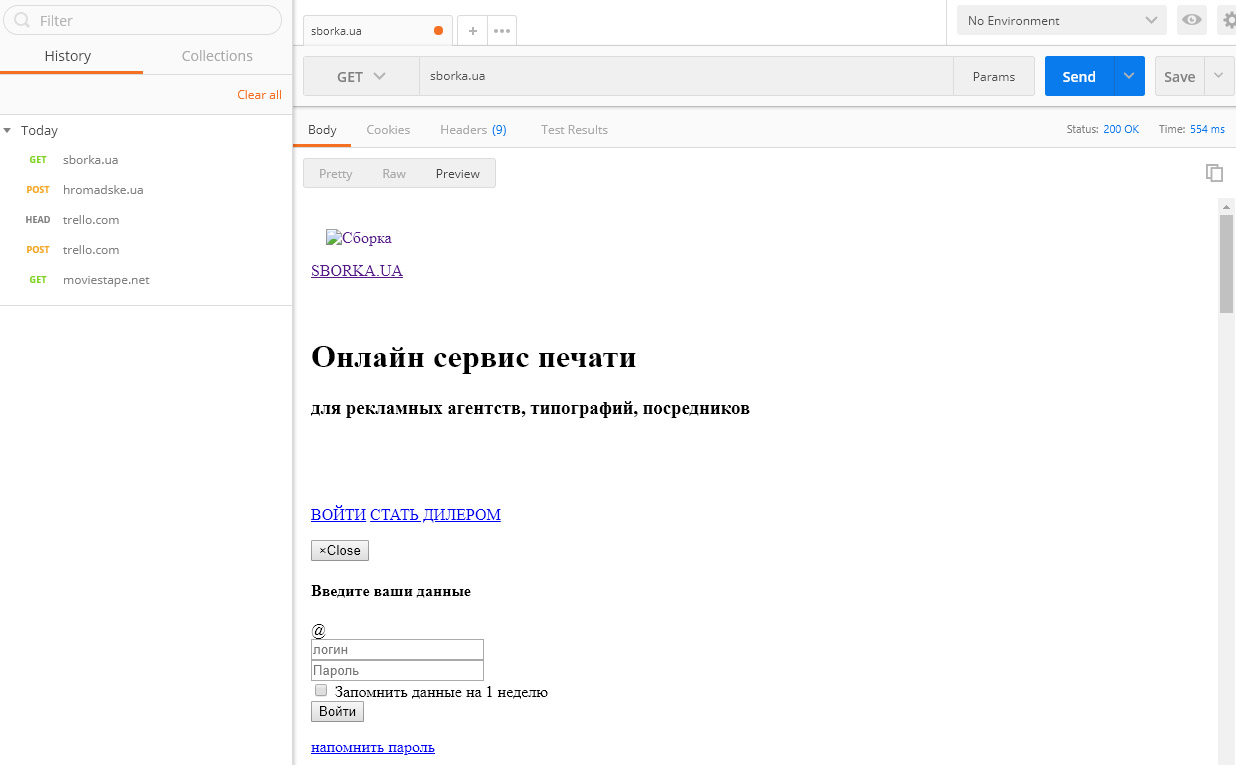 Filter
History Collections
Clear all
Today
GET sborka.ua
POST hromadske.ua
HEAD trello.com
POST trello.com
GET moviestape.net
sborka.ua + •••
No Environment
GET sborka.ua Params Send Save
Body Cookies Headers (9) Test Results Status: 200 OK Time: 554 ms
Pretty Raw Preview
Сборка
SBORKA.UA
Онлайн сервис печати
для рекламных агентств, типографий, посредников
ВОЙТИ СТАТЬ ДИЛЕРОМ
×Close
Введите ваши данные
@
логин
Пароль
Запомнить данные на 1 неделю
Войти
напомнить пароль